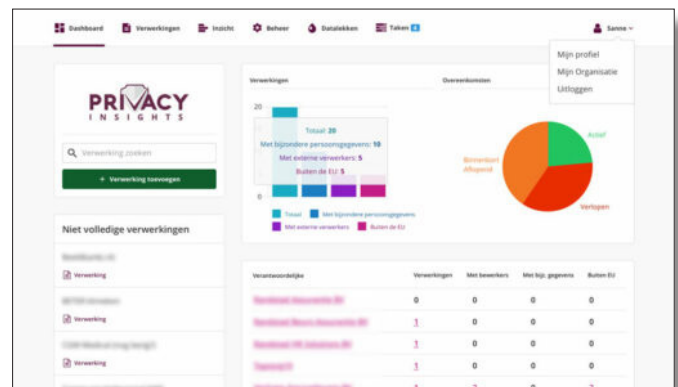 Dashboard Verwerkingen Inzicht Beheer Datalekken Taken Sanne
Mijn profiel
Mijn Organisatie
Uitloggen
PRIVACY
INSIGHTS
Verwerking zoeken
+ Verwerking toevoegen
Niet volledige verwerkingen
Verwerking
Verwerking
Verwerking
Verwerkingen
20
Totaal: 20
Met bijzondere persoonsgegevens: 10
Met externe verwerkers: 5
Buiten de EU: 5
0
Totaal Met bijzondere persoonsgegevens
Met externe verwerkers Buiten de EU
Overeenkomsten
Actief
Binnenkort
Aflopend
Verlopen
Verantwoordelijke Verwerkingen Met bewerkers Met bijz. gegevens Buiten EU
0 0 0 0
1 0 0 0
1 0 0 0
1 0 0 0